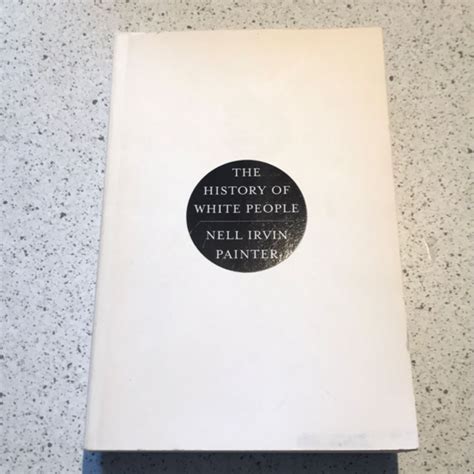 THE
HISTORY OF
WHITE PEOPLE
NELL IRVIN
PAINTER